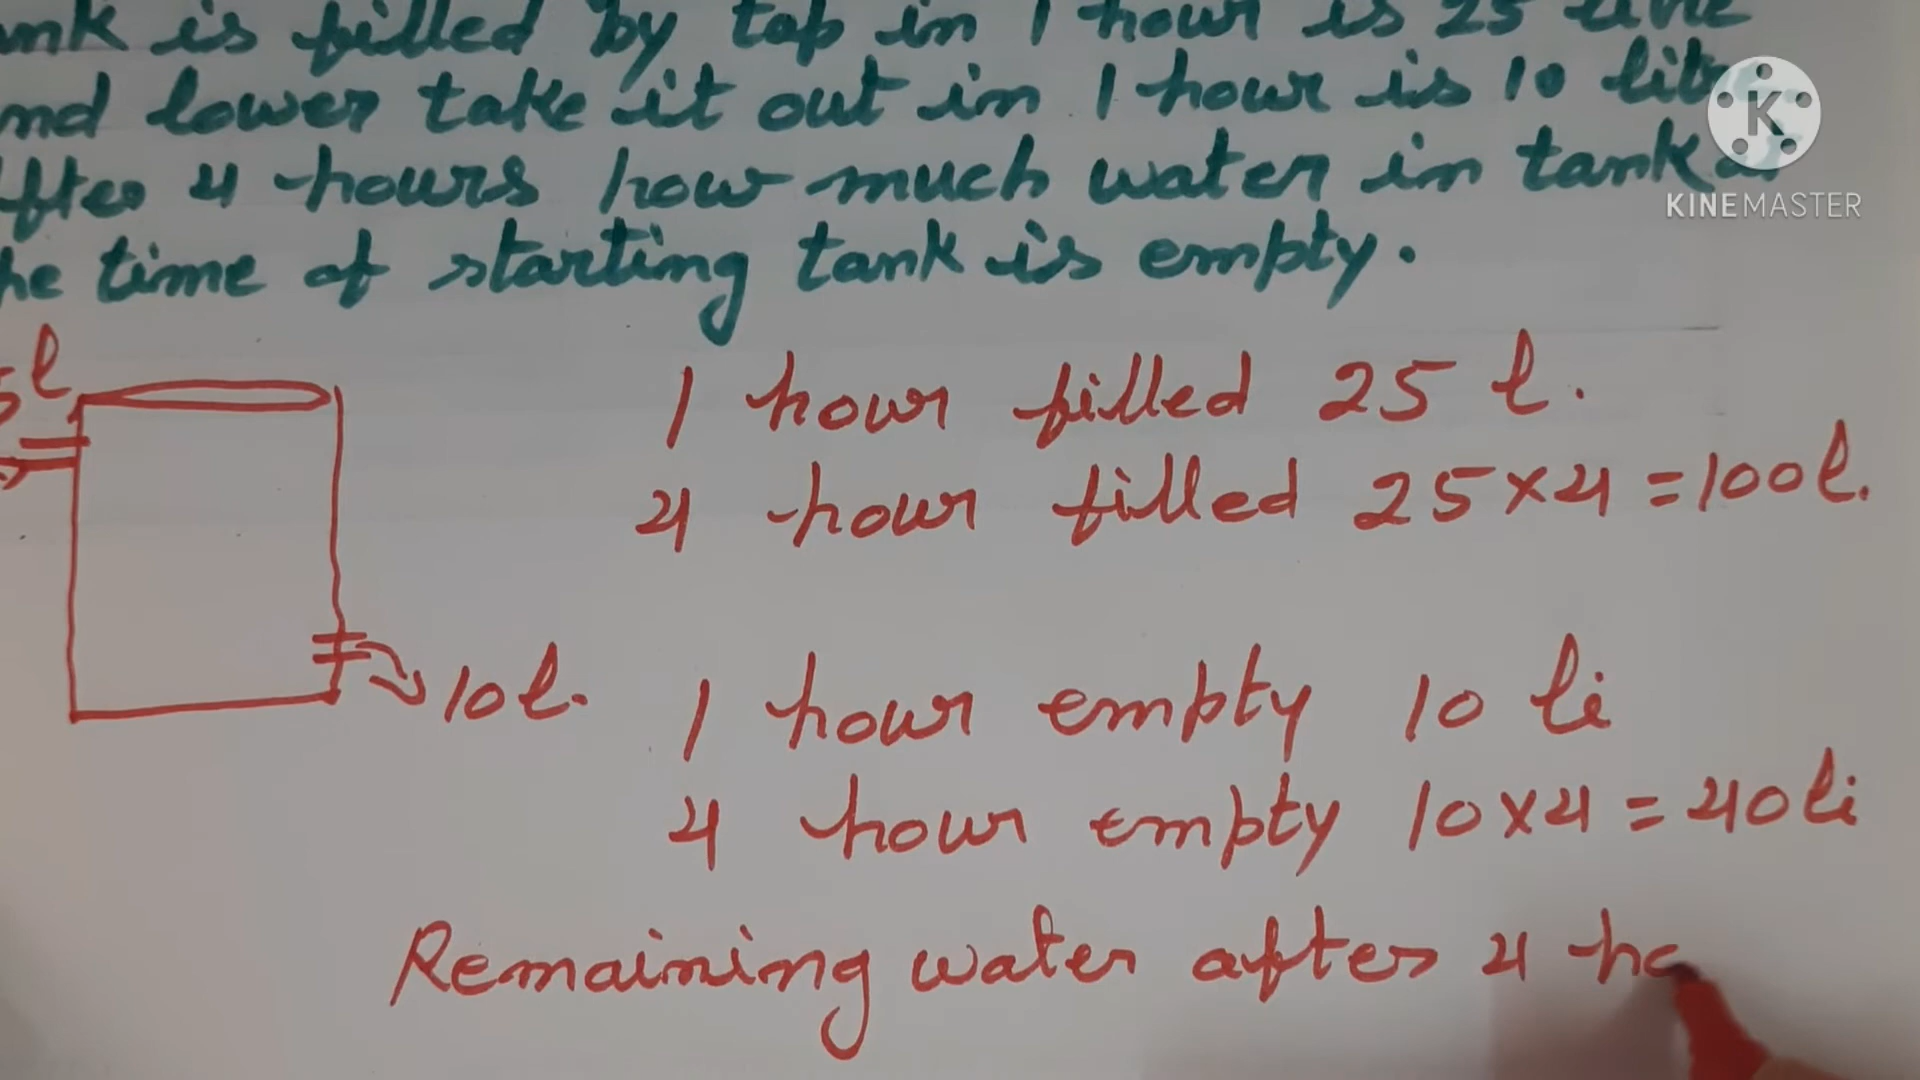 is filled by tap in 1 hour is 25
lower take it out in 1 hour is 10
4 hours how much water in tank
time of starting tank is empty.
K
KINEMASTER
l
1 hour filled 25 l.
4 hour filled 25×4=100l.
10l.
1 hour empty 10 li
4 hour empty 10×4=40li
Remaining water after 4 ho